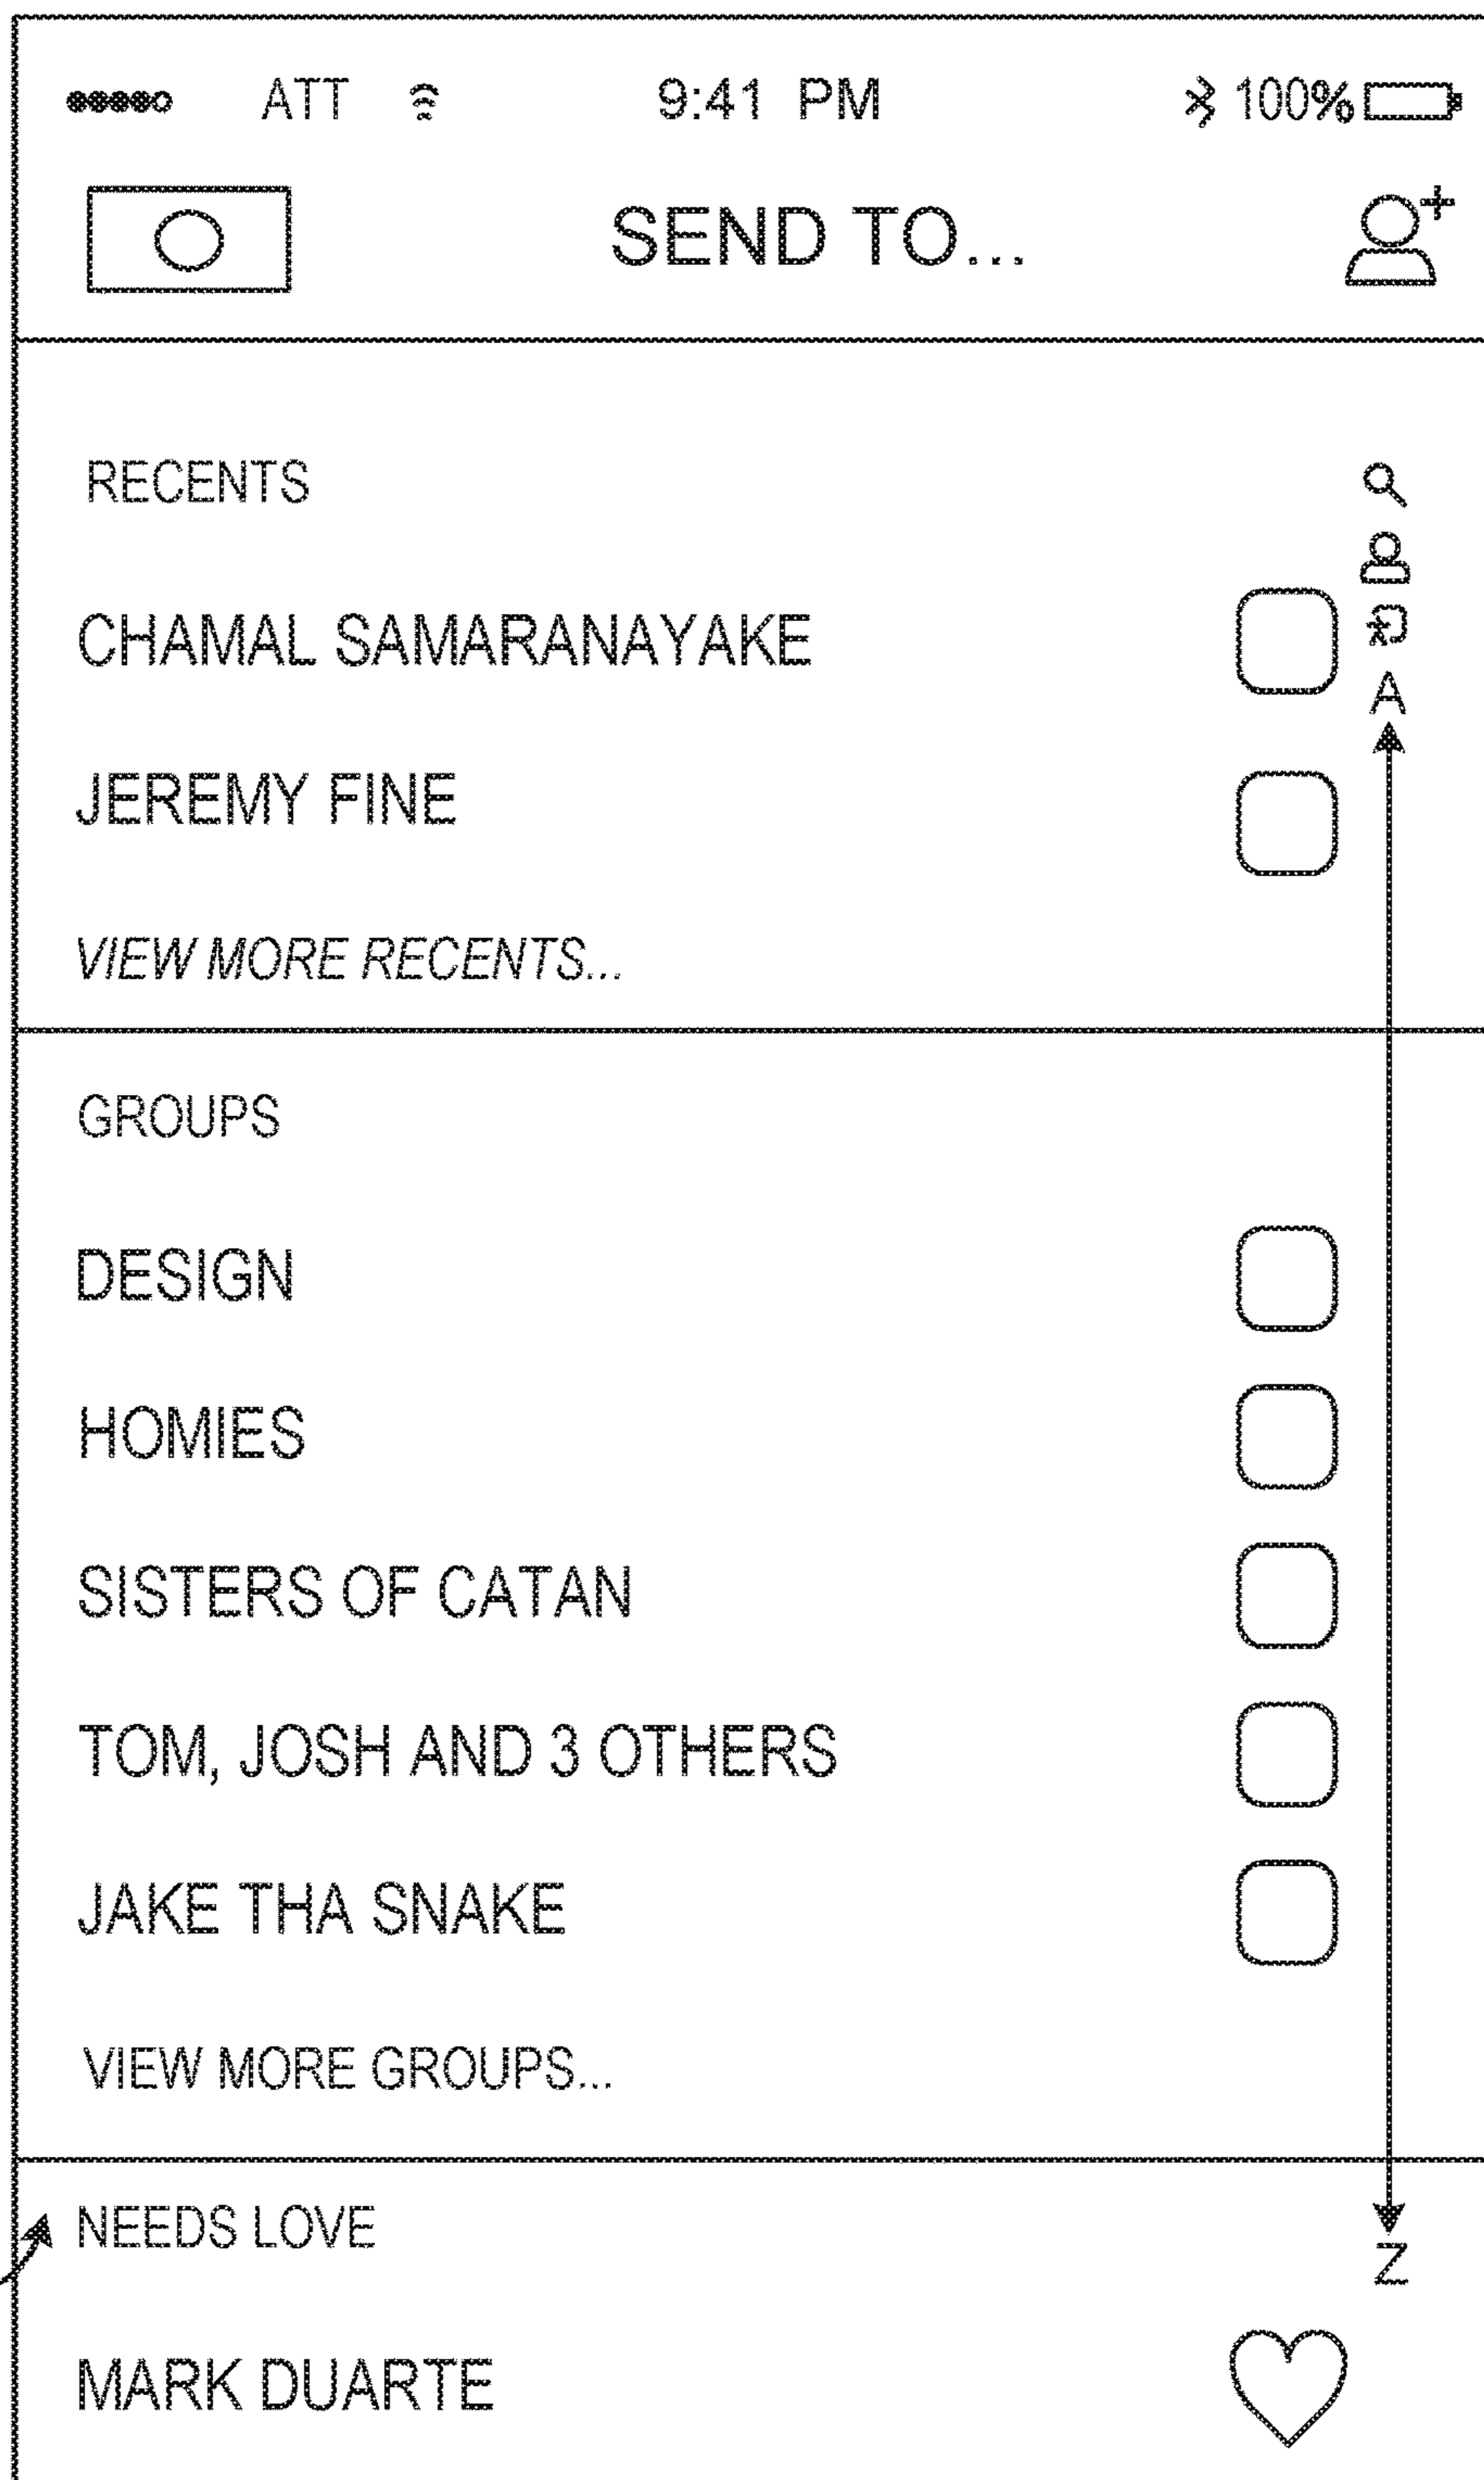 ATT 9:41 PM 100%
SEND TO...
RECENTS
CHAMAL SAMARANAYAKE
A
JEREMY FINE
VIEW MORE RECENTS...
GROUPS
DESIGN
HOMIES
SISTERS OF CATAN
TOM, JOSH AND 3 OTHERS
JAKE THA SNAKE
VIEW MORE GROUPS...
NEEDS LOVE
Z
MARK DUARTE